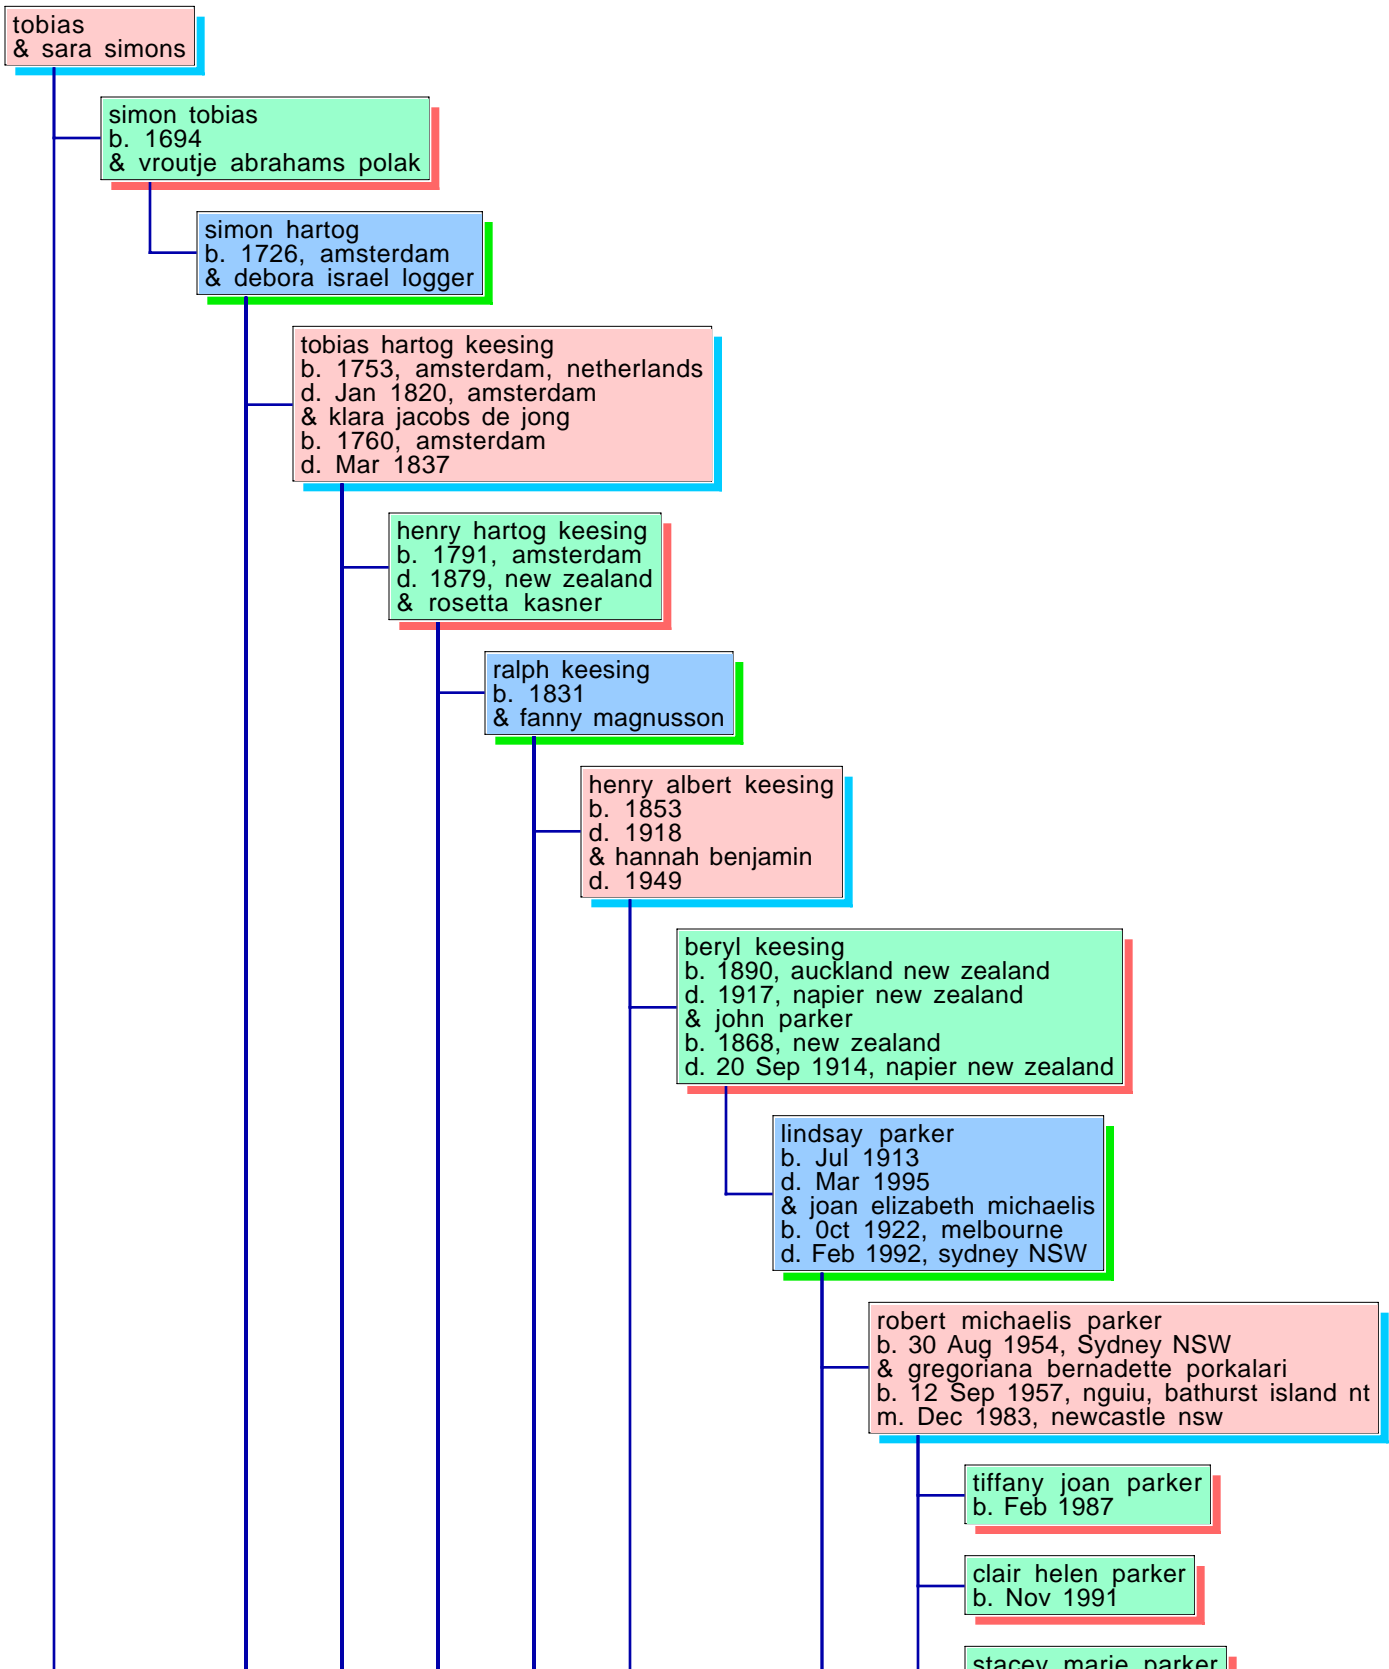 tobias
& sara simons
simon tobias
b. 1694
& vroutje abrahams polak
simon hartog
b. 1726, amsterdam
& debora israel logger
tobias hartog keesing
b. 1753, amsterdam, netherlands
d. Jan 1820, amsterdam
& klara jacobs de jong
b. 1760, amsterdam
d. Mar 1837
henry hartog keesing
b. 1791, amsterdam
d. 1879, new zealand
& rosetta kasner
ralph keesing
b. 1831
& fanny magnusson
henry albert keesing
b. 1853
d. 1918
& hannah benjamin
d. 1949
beryl keesing
b. 1890, auckland new zealand
d. 1917, napier new zealand
& john parker
b. 1868, new zealand
d. 20 Sep 1914, napier new zealand
lindsay parker
b. Jul 1913
d. Mar 1995
& joan elizabeth michaelis
b. 0ct 1922, melbourne
d. Feb 1992, sydney NSW
robert michaelis parker
b. 30 Aug 1954, Sydney NSW
& gregoriana bernadette porkalari
b. 12 Sep 1957, nguiu, bathurst island nt
m. Dec 1983, newcastle nsw
tiffany joan parker
b. Feb 1987
clair helen parker
b. Nov 1991
stacey marie parker